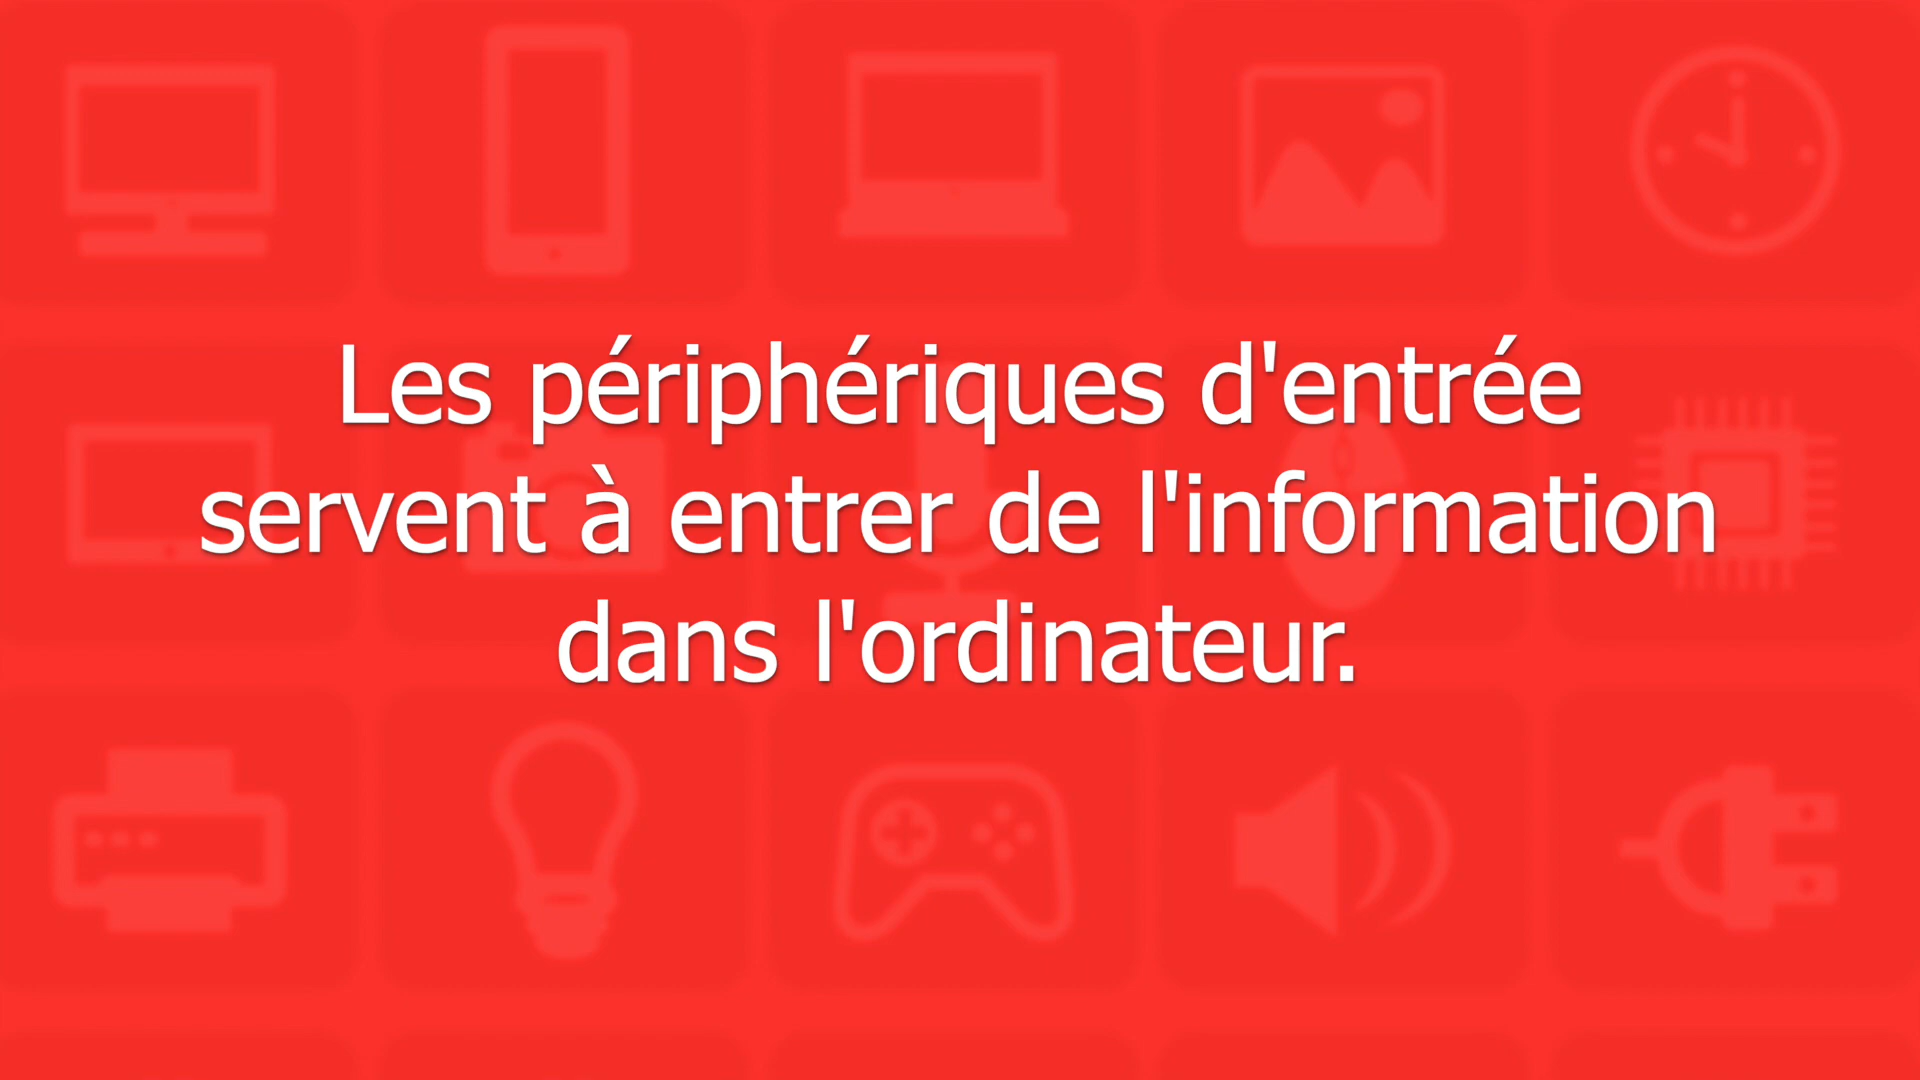 Les périphériques d'entrée
servent à entrer de l'information
dans l'ordinateur.